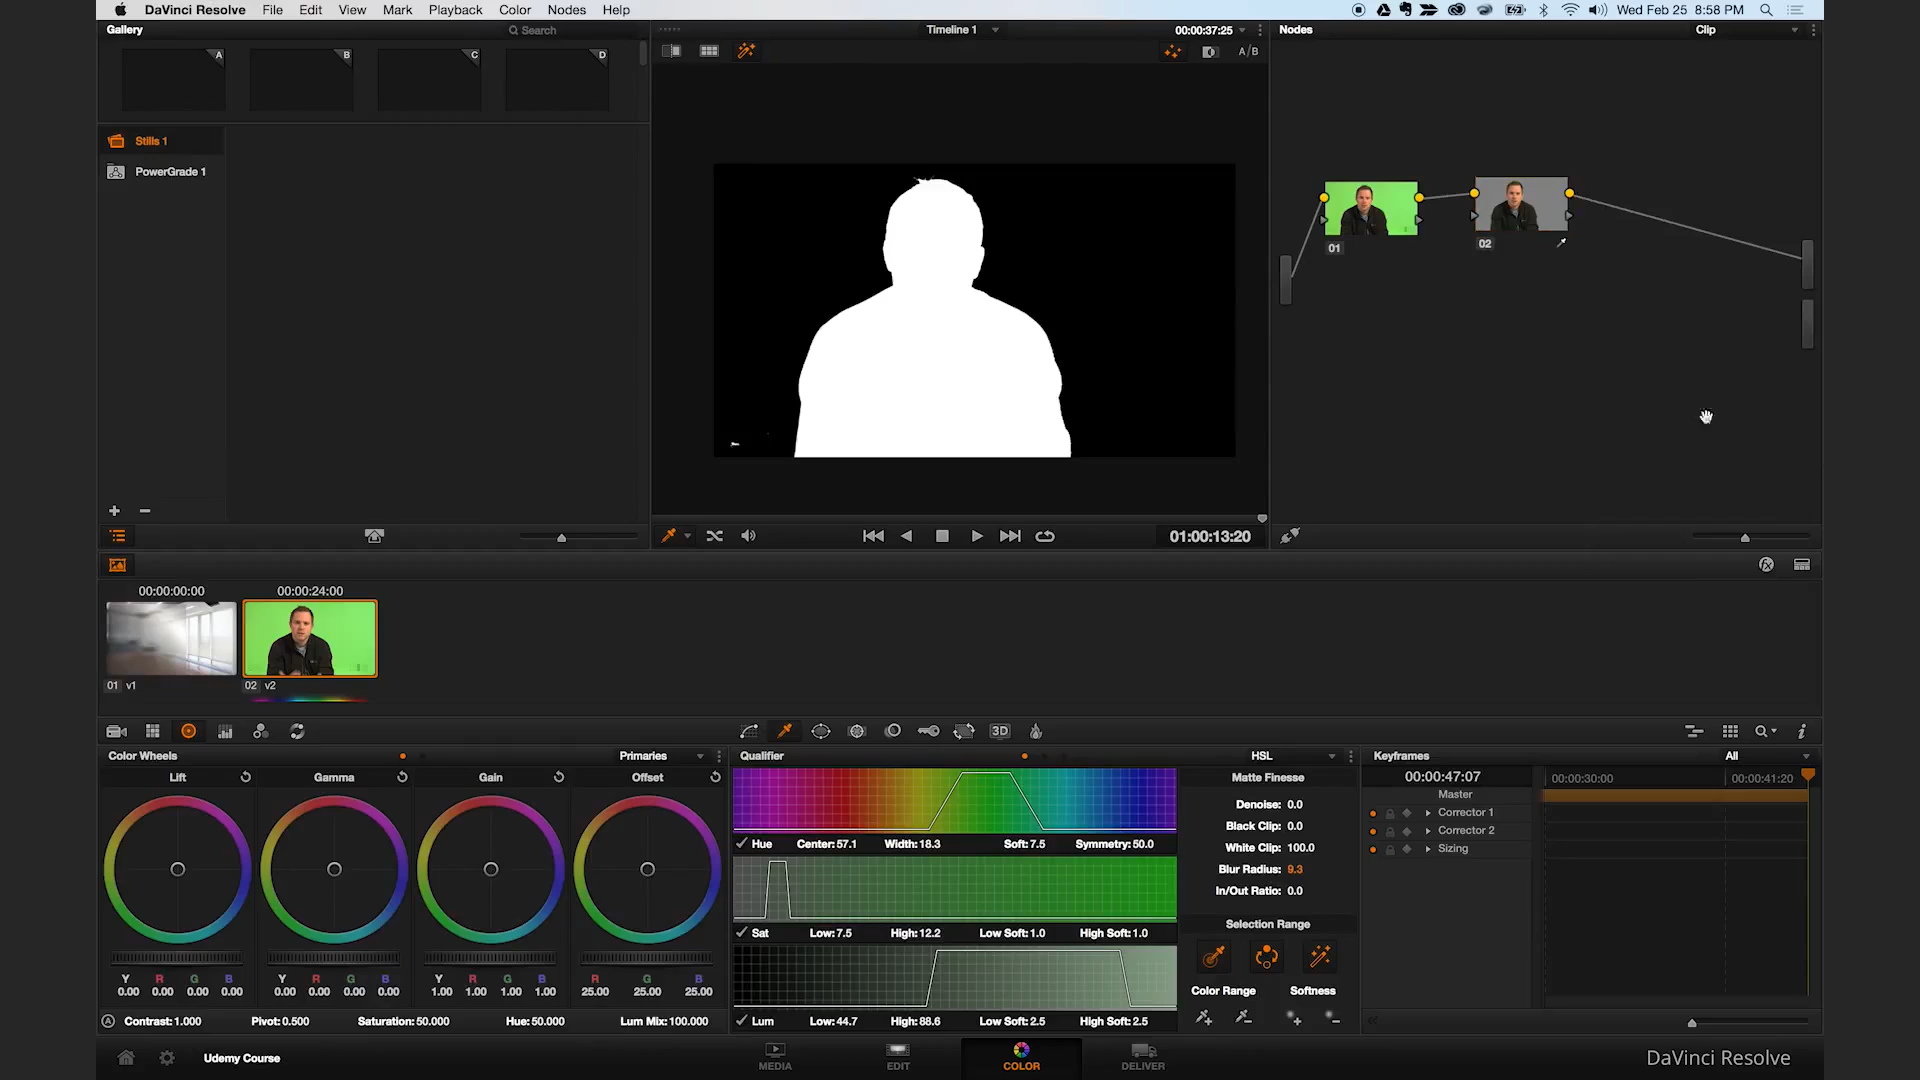 DaVinci Resolve File Edit View Mark Playback Color Nodes Help Wed Feb 25 8:58 PM
Gallery Search Timeline 1 00:00:37:25 Nodes Clip
A B C D A/B
Stills 1
PowerGrade 1
01 02
01:00:13:20
00:00:00:00 00:00:24:00
01 v1 02 v2
3D
Color Wheels Primaries Qualifier HSL Keyframes All
Lift Gamma Gain Offset Matte Finesse 00:00:47:07 00:00:30:00 00:00:41:20
Master
Denoise: 0.0 Corrector 1
Black Clip: 0.0 Corrector 2
Hue Center:57.1 Width:18.3 Soft:7.5 Symmetry:50.0 White Clip: 100.0 Sizing
Blur Radius: 9.3
In/Out Ratio: 0.0
Selection Range
Sat Low:7.5 High:12.2 Low Soft:1.0 High Soft:1.0
Y R G B Y R G B Y R G B R G B
0.00 0.00 0.00 0.00 0.00 0.00 0.00 0.00 1.00 1.00 1.00 1.00 25.00 25.00 25.00 Color Range Softness
A Contrast:1.000 Pivot:0.500 Saturation:50.000 Hue:50.000 Lum Mix:100.000 Lum Low:44.7 High:88.6 Low Soft:2.5 High Soft:2.5
Udemy Course MEDIA EDIT COLOR DELIVER DaVinci Resolve